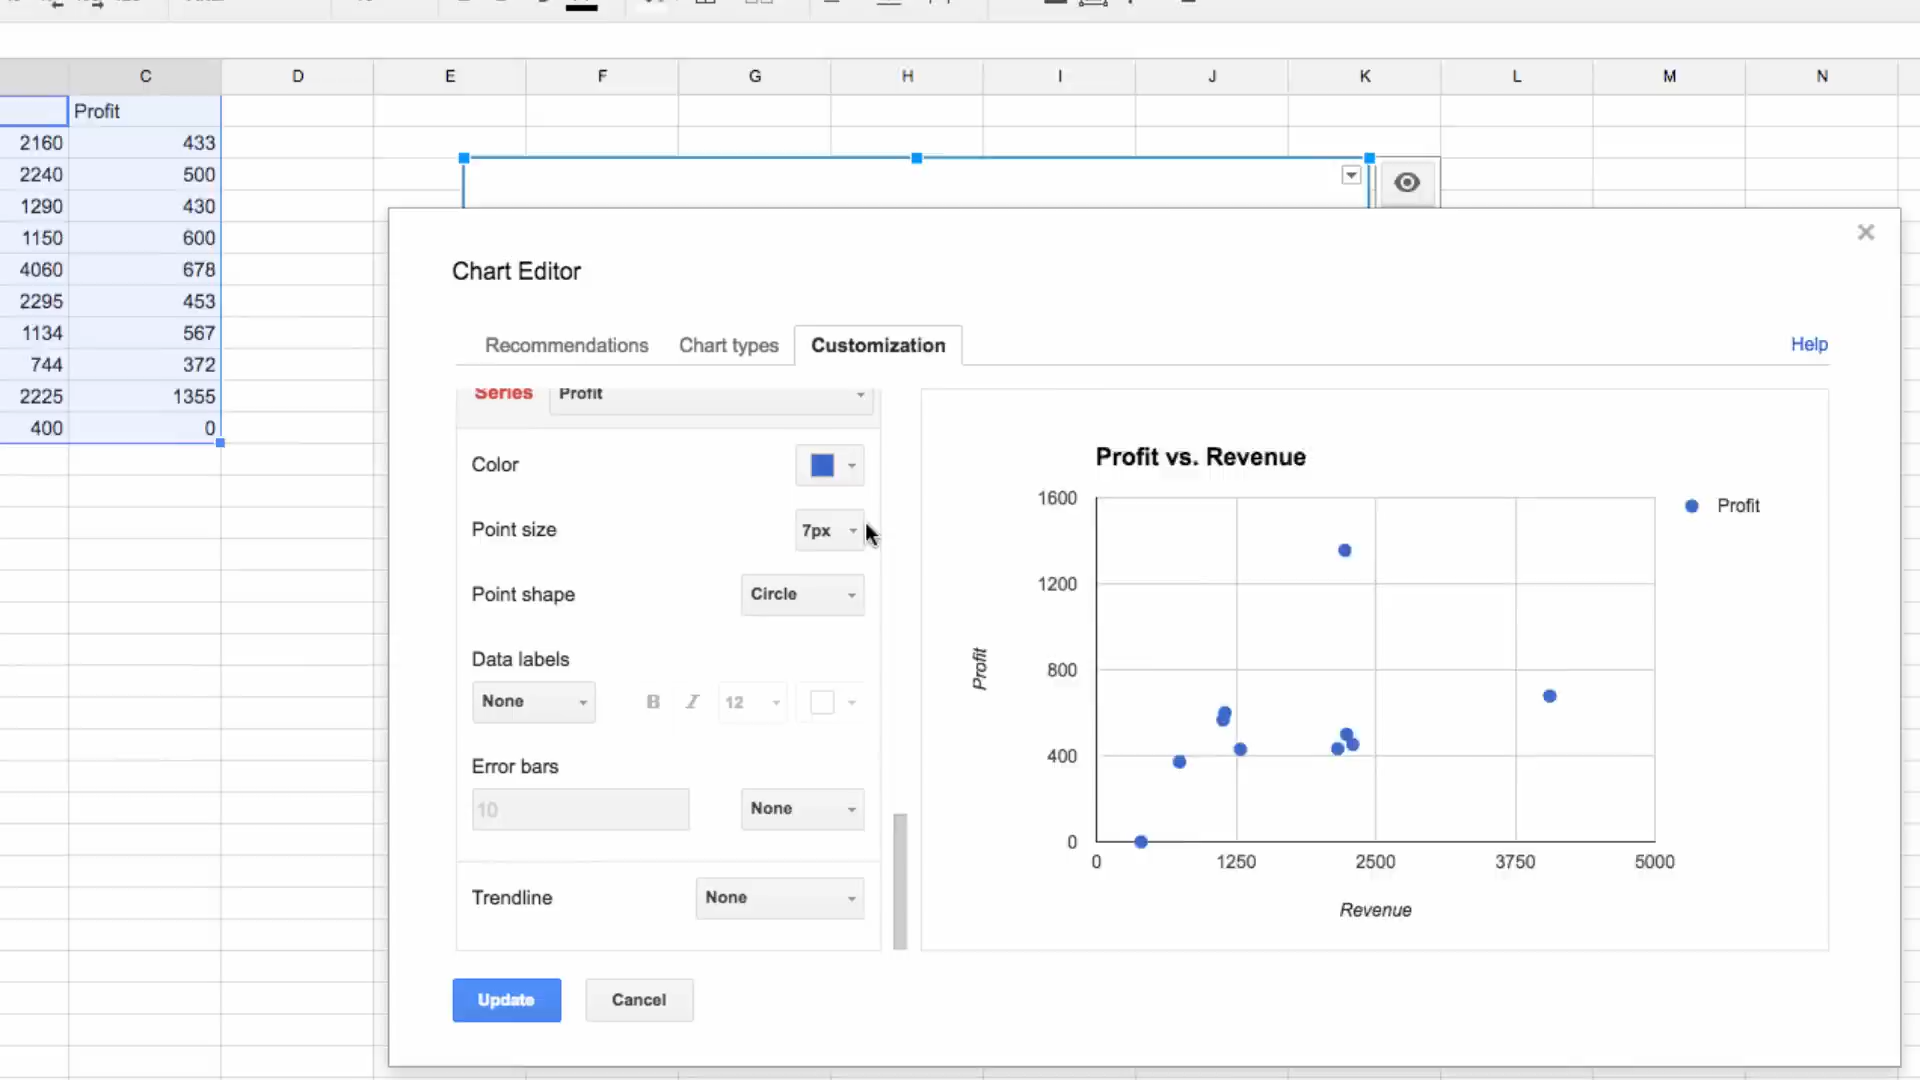 C D E F G H I J K L M N
Profit
2160 433
2240 500
1290 430
1150 600
4060 678
2295 453
1134 567
744 372
2225 1355
400 0
Chart Editor
Recommendations Chart types Customization Help
Series Profit
Color
Point size 7px
Point shape Circle
Data labels
None B I 12
Error bars
10 None
Trendline None
Update Cancel
Profit vs. Revenue
Profit
1600
1200
800
400
0
Profit
0 1250 2500 3750 5000
Revenue